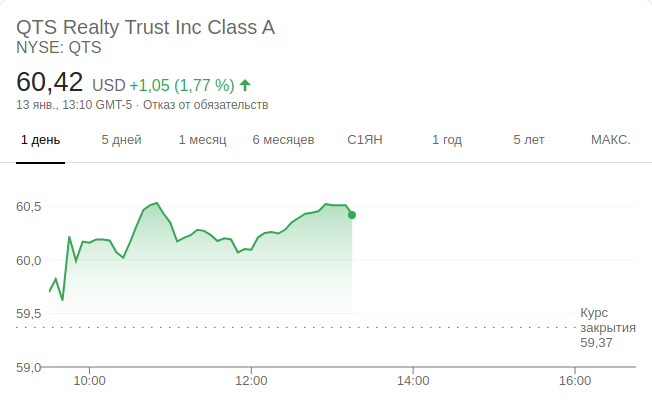 QTS Realty Trust Inc Class A
NYSE: QTS
60,42 USD +1,05 (1,77 %)
13 янв., 13:10 GMT-5 · Отказ от обязательств
1 день 5 дней 1 месяц 6 месяцев С1ЯН 1 год 5 лет МАКС.
60,5
60,0
59,5
Курс
закрытия
59,37
59,0
10:00 12:00 14:00 16:00